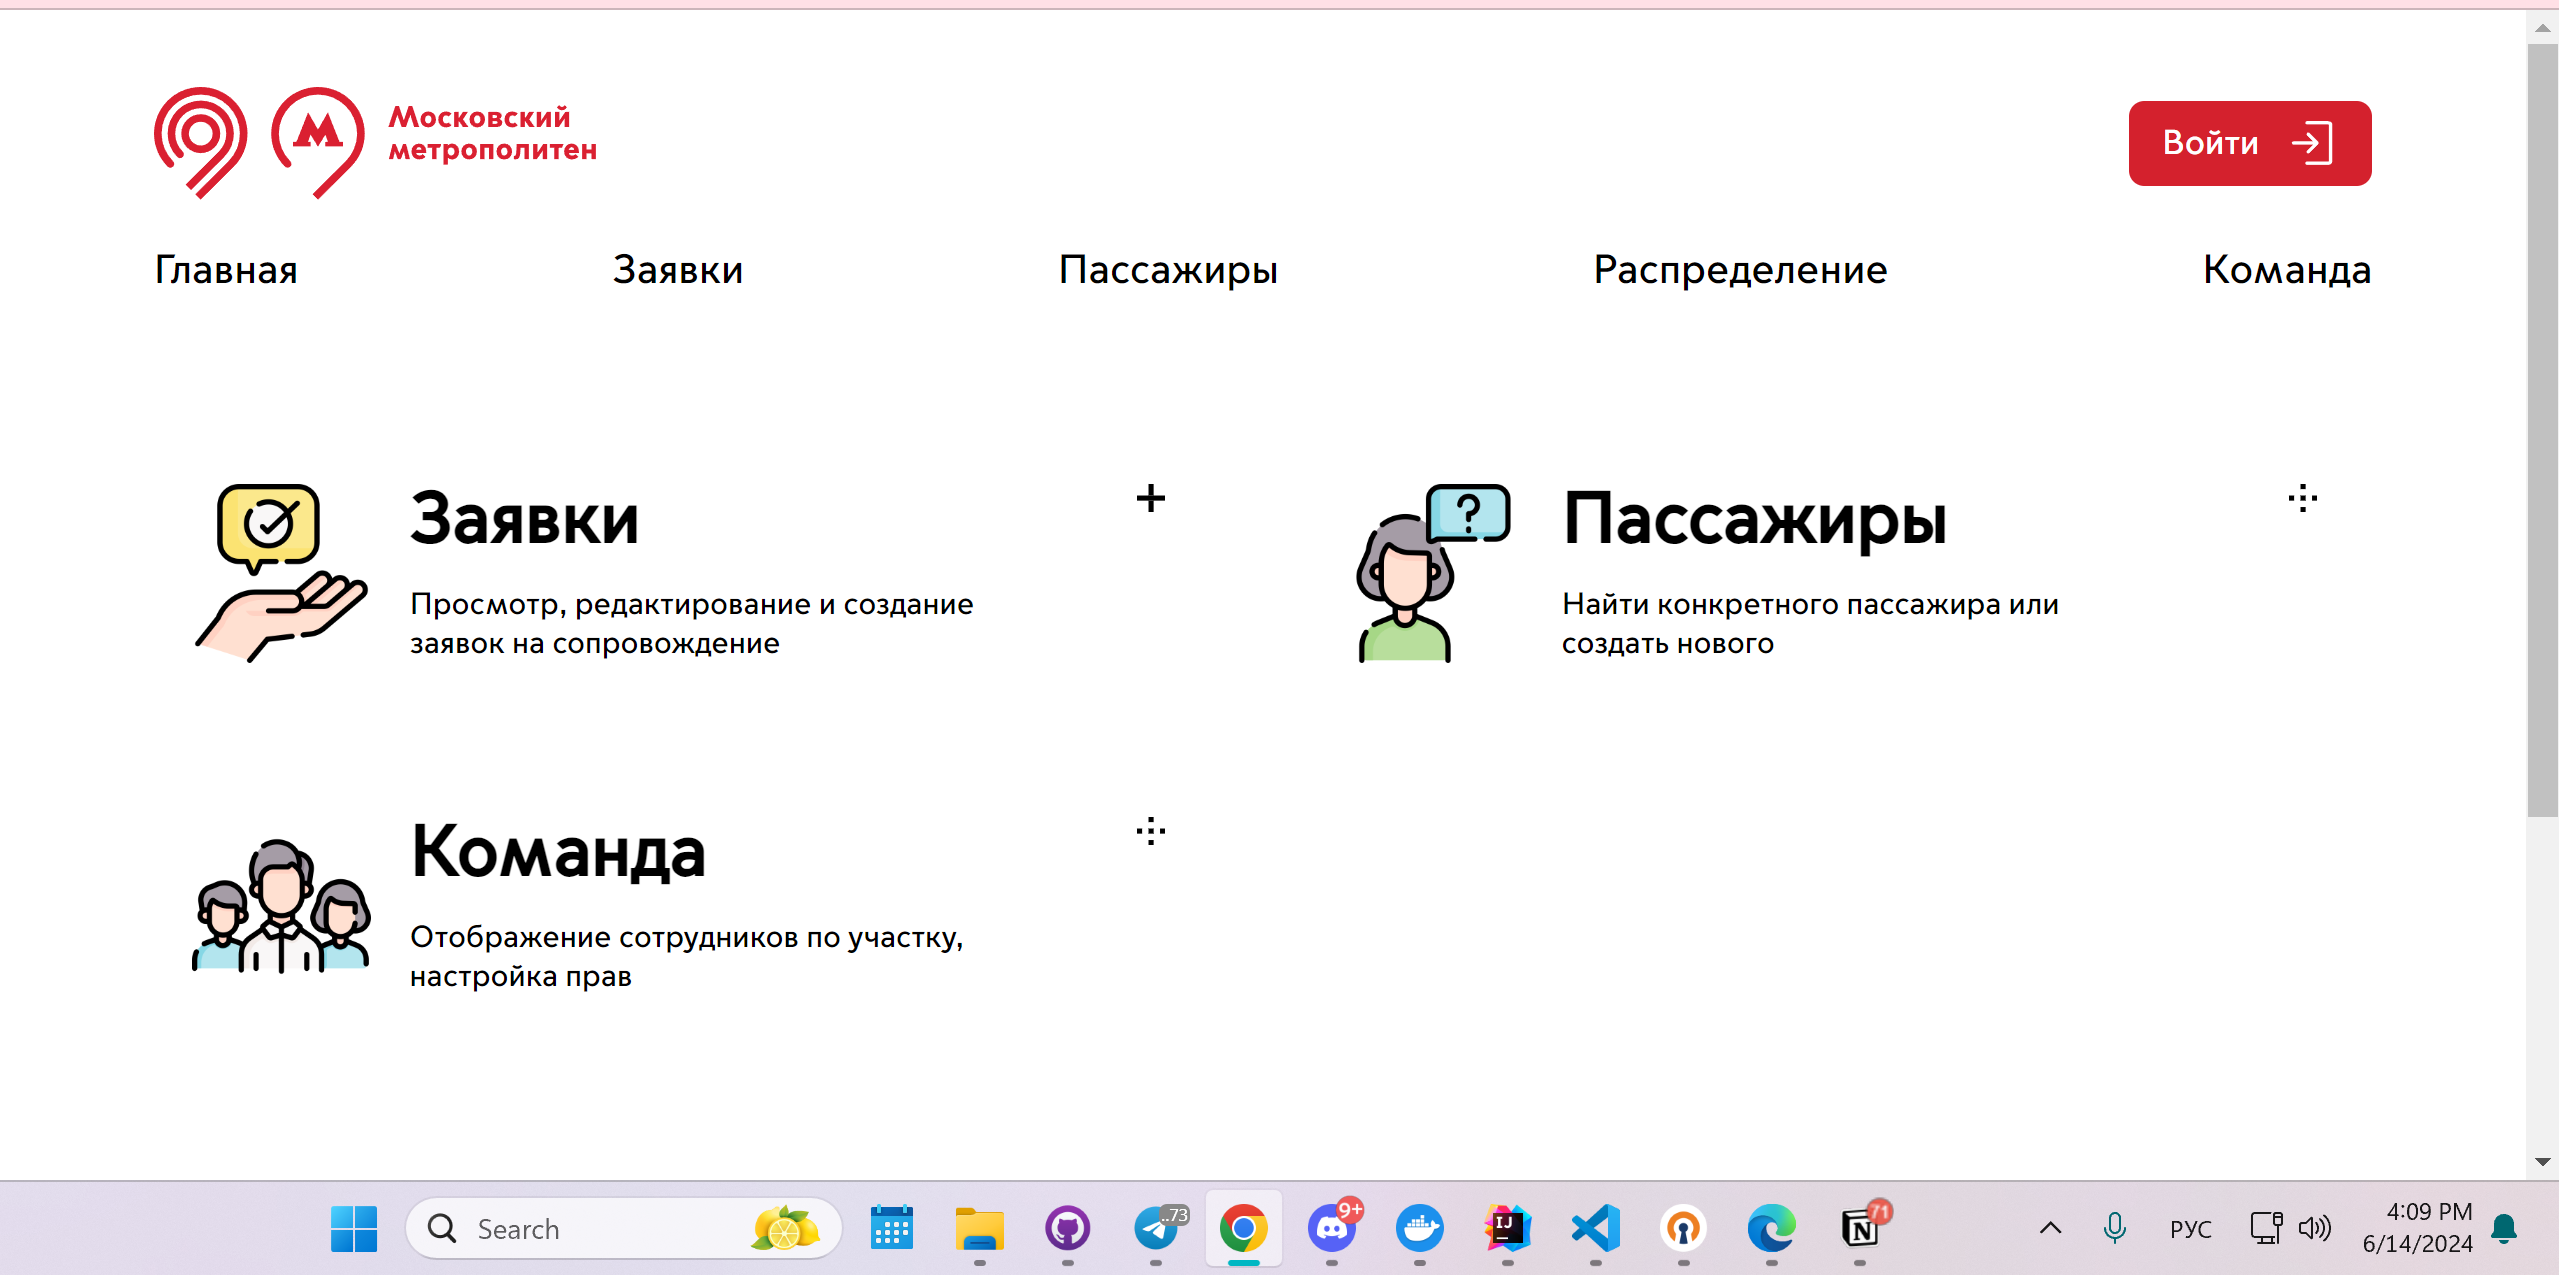 Московский
метрополитен
Войти
Главная
Заявки
Пассажиры
Распределение
Команда
Заявки
Просмотр, редактирование и создание
заявок на сопровождение
Пассажиры
Найти конкретного пассажира или
создать нового
Команда
Отображение сотрудников по участку,
настройка прав
Search
..73
9+
IJ
71
РУС
4:09 PM
6/14/2024